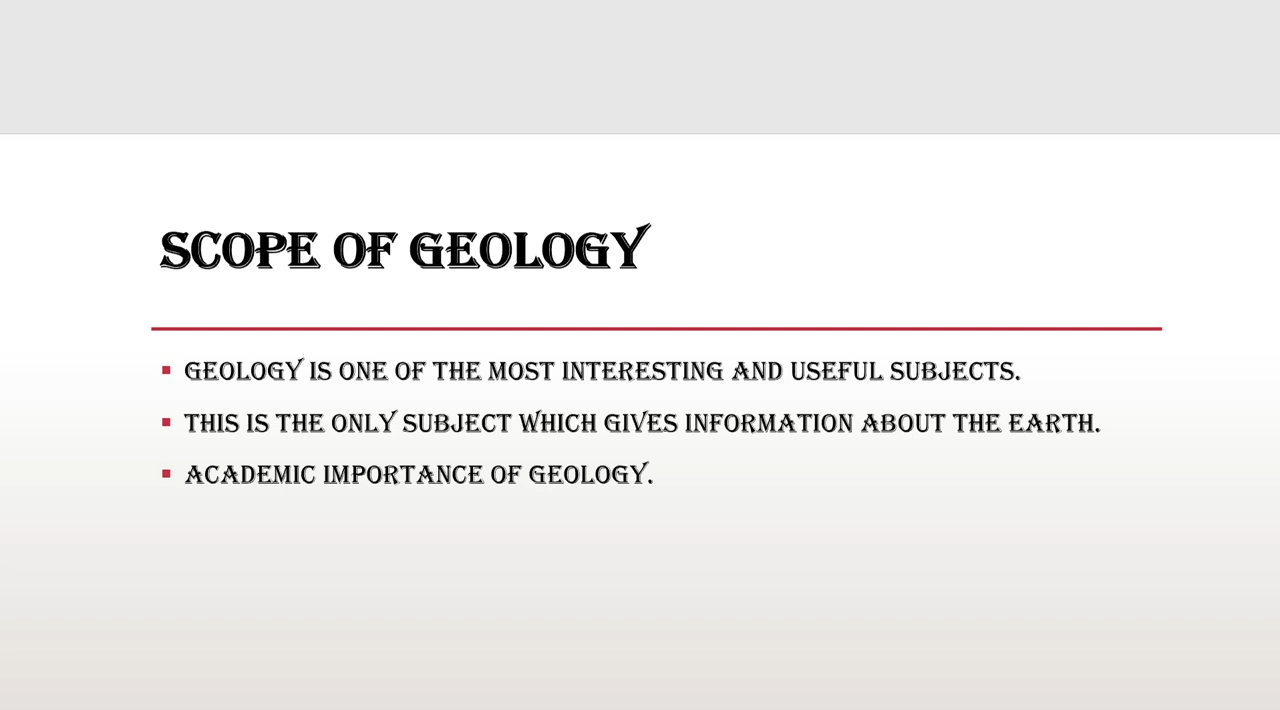 SCOPE OF GEOLOGY
▪ GEOLOGY IS ONE OF THE MOST INTERESTING AND USEFUL SUBJECTS.
▪ THIS IS THE ONLY SUBJECT WHICH GIVES INFORMATION ABOUT THE EARTH.
▪ ACADEMIC IMPORTANCE OF GEOLOGY.